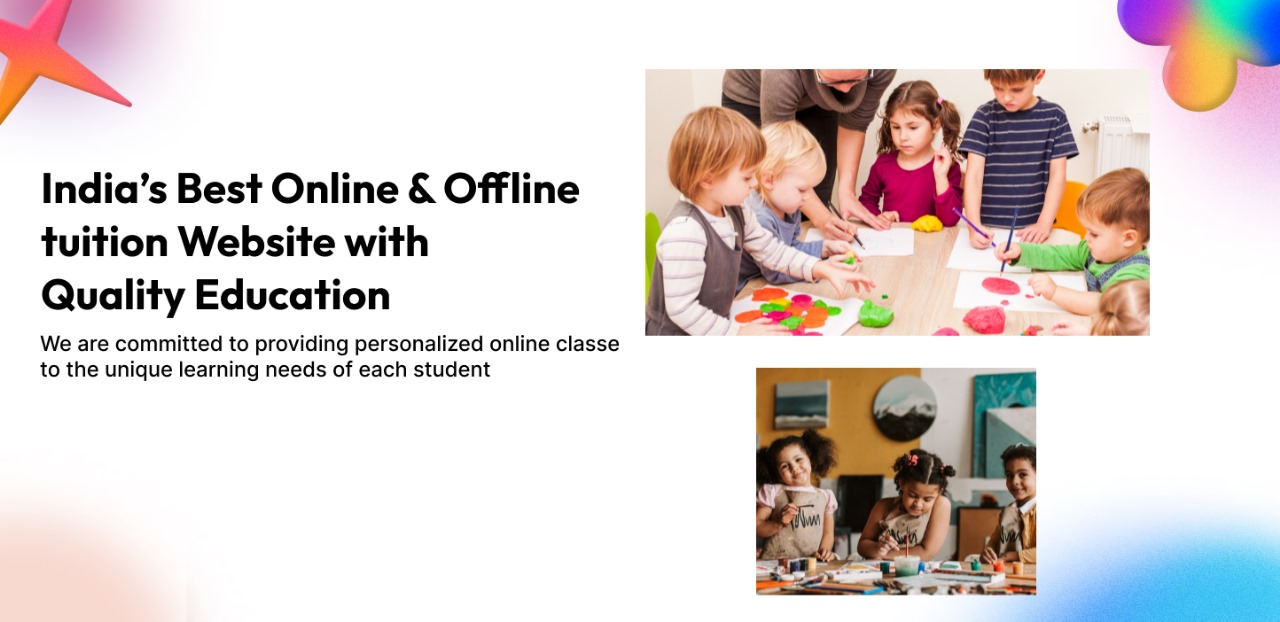 India’s Best Online & Offline
tuition Website with
Quality Education
We are committed to providing personalized online classe
to the unique learning needs of each student